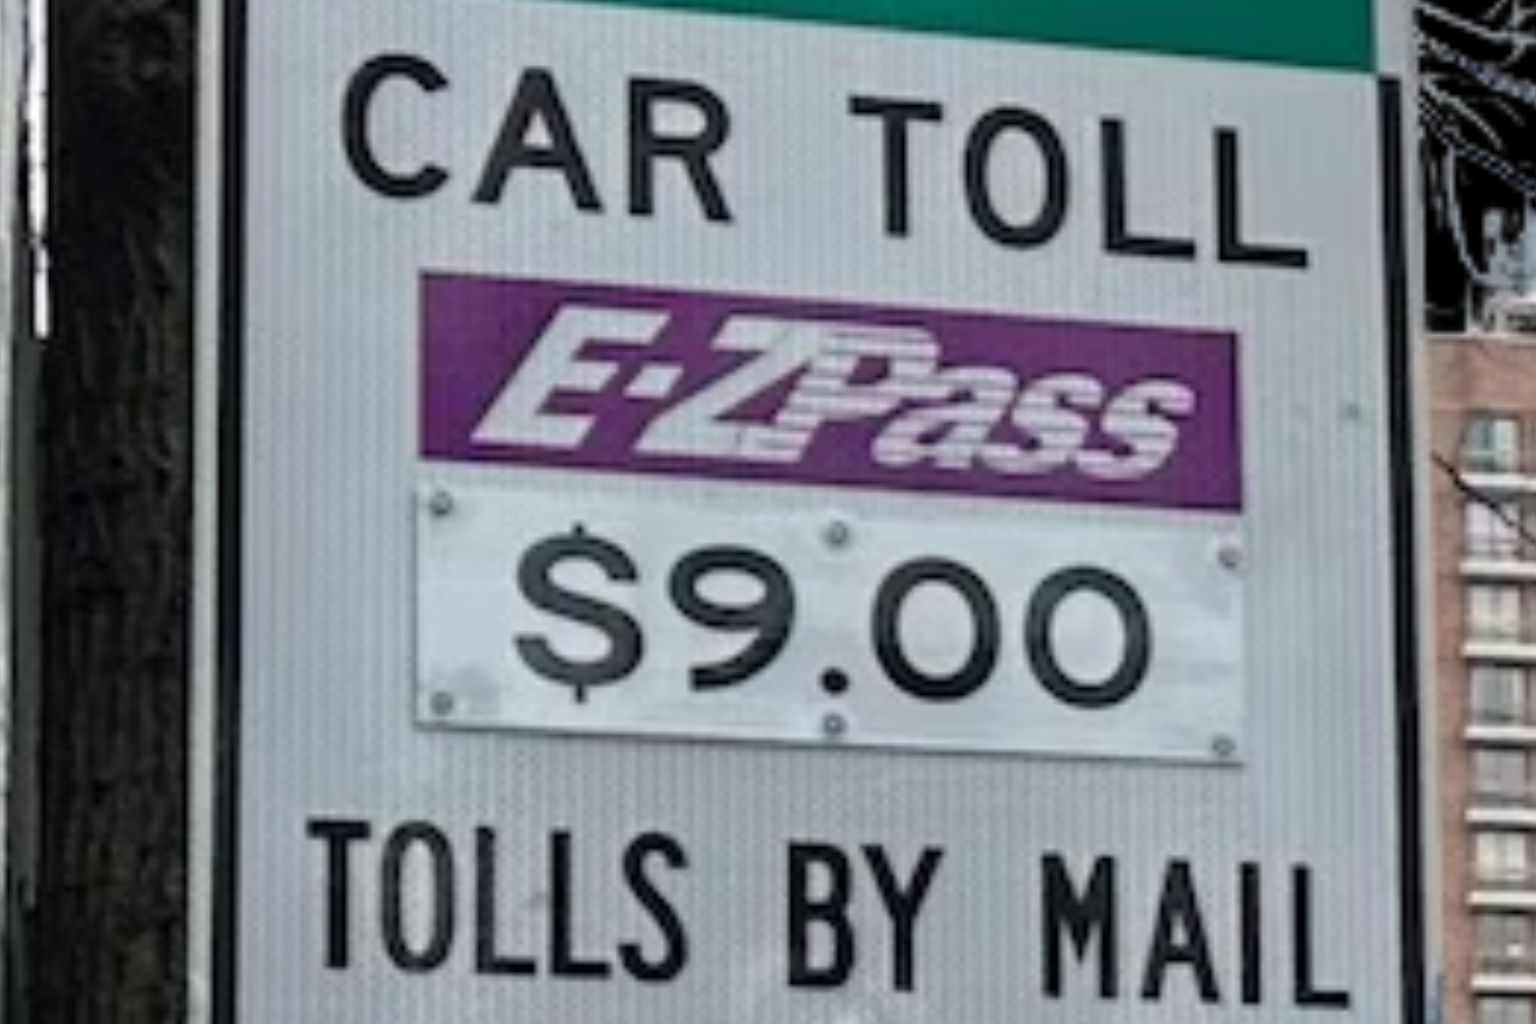 CAR TOLL
E-ZPass
$9.00
TOLLS BY MAIL